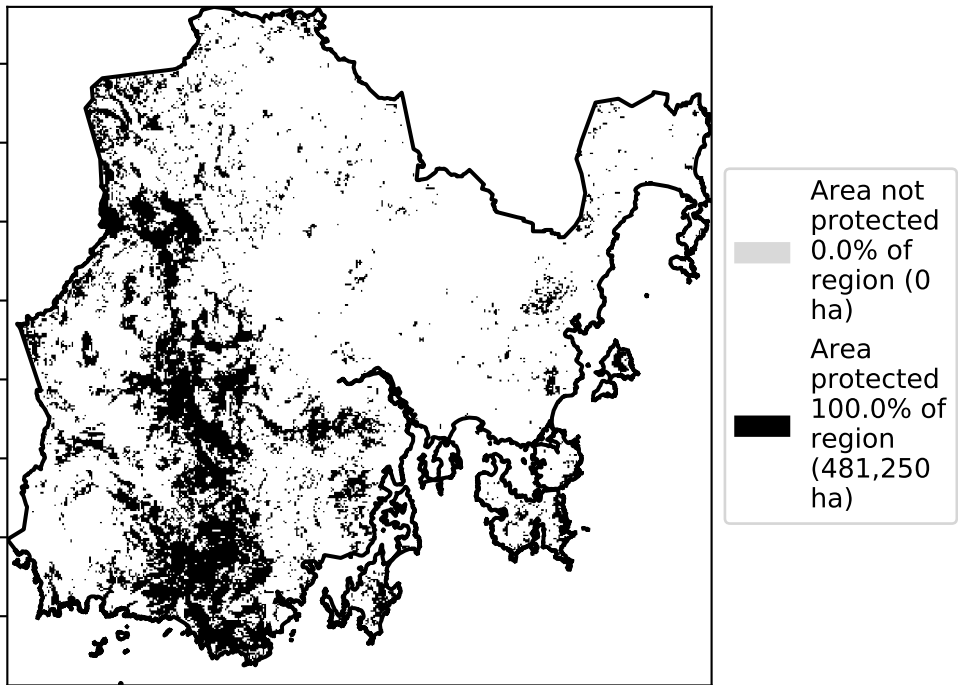 Area not
protected
0.0% of
region (0
ha)
Area
protected
100.0% of
region
(481,250
ha)